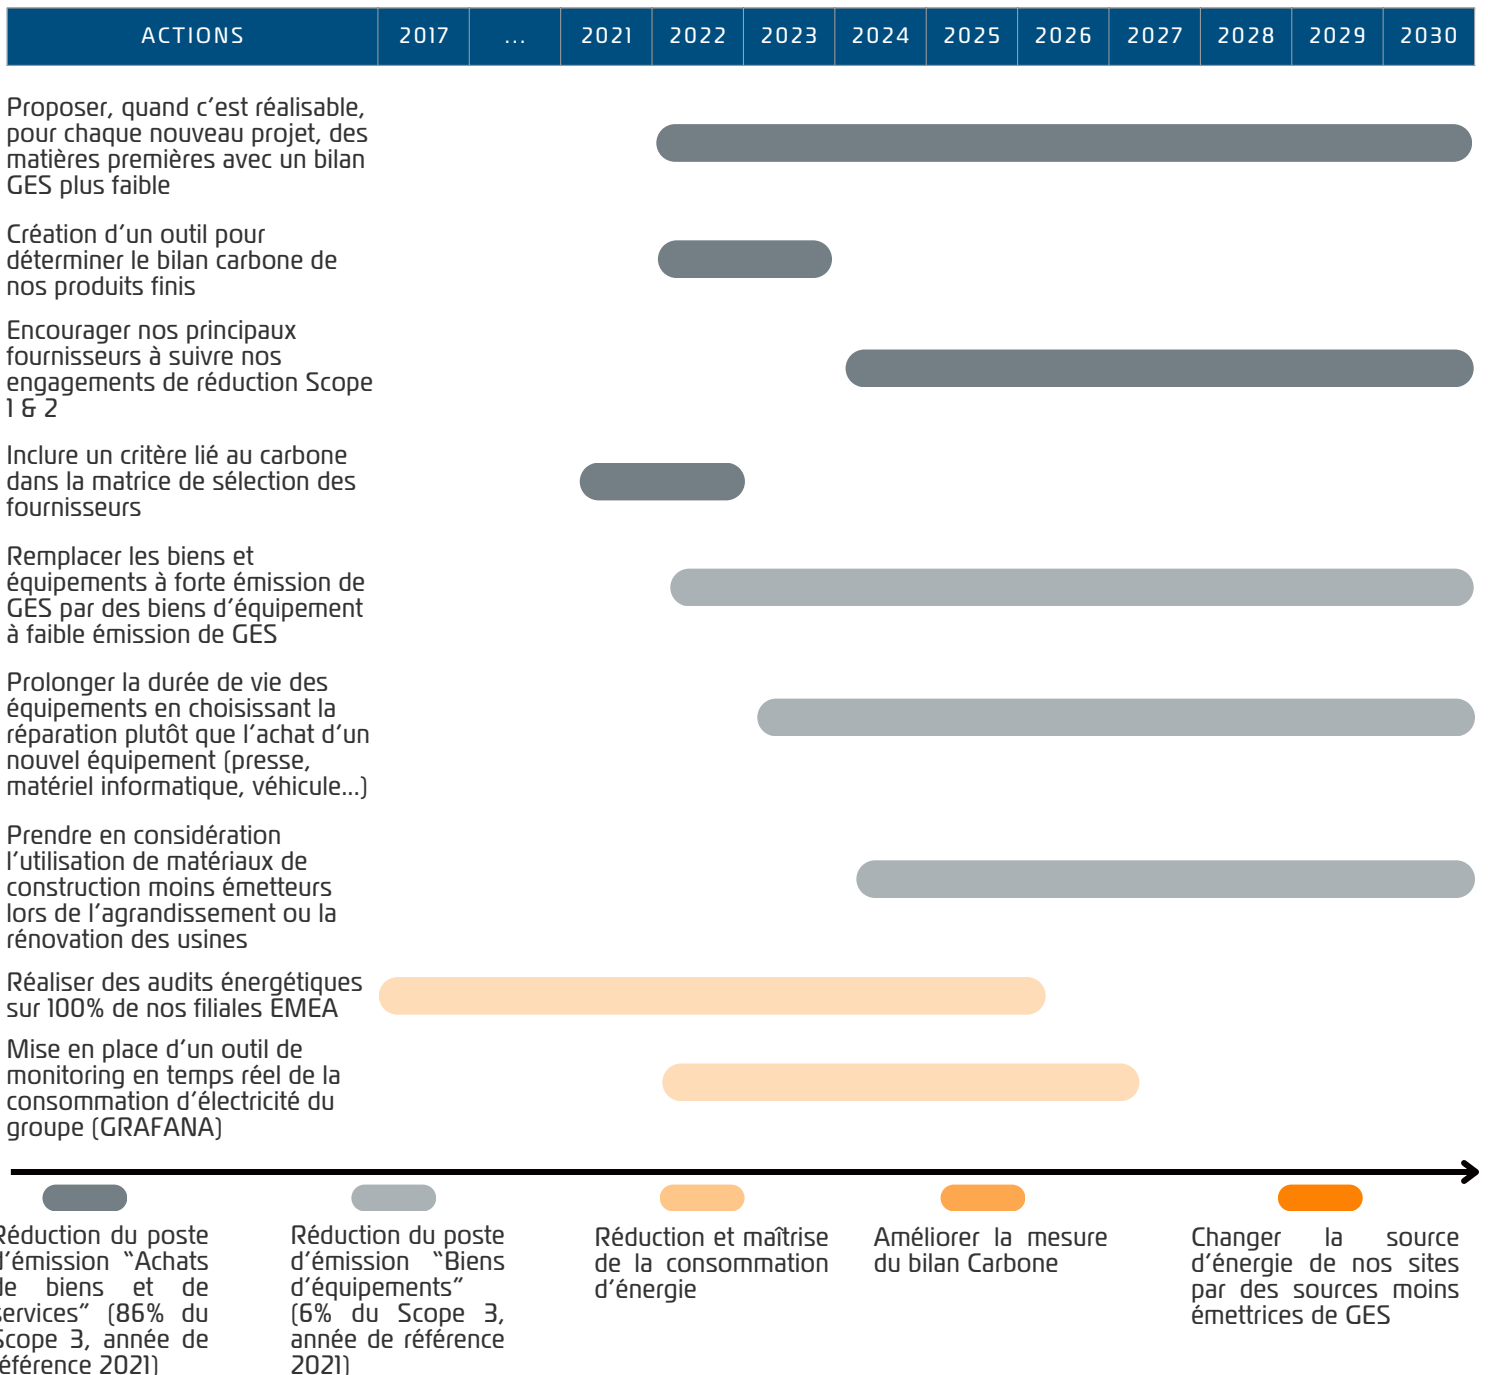 ACTIONS 2017 ... 2021 2022 2023 2024 2025 2026 2027 2028 2029 2030
Proposer, quand c’est réalisable,
pour chaque nouveau projet, des
matières premières avec un bilan
GES plus faible
Création d’un outil pour
déterminer le bilan carbone de
nos produits finis
Encourager nos principaux
fournisseurs à suivre nos
engagements de réduction Scope
1 & 2
Inclure un critère lié au carbone
dans la matrice de sélection des
fournisseurs
Remplacer les biens et
équipements à forte émission de
GES par des biens d’équipement
à faible émission de GES
Prolonger la durée de vie des
équipements en choisissant la
réparation plutôt que l’achat d’un
nouvel équipement (presse,
matériel informatique, véhicule...)
Prendre en considération
l’utilisation de matériaux de
construction moins émetteurs
lors de l’agrandissement ou la
rénovation des usines
Réaliser des audits énergétiques
sur 100% de nos filiales EMEA
Mise en place d’un outil de
monitoring en temps réel de la
consommation d’électricité du
groupe (GRAFANA)
Réduction du poste
d’émission “Achats
de biens et de
services” (86% du
Scope 3, année de
référence 2021)
Réduction du poste
d’émission “Biens
d’équipements”
(6% du Scope 3,
année de référence
2021)
Réduction et maîtrise
de la consommation
d’énergie
Améliorer la mesure
du bilan Carbone
Changer la source
d’énergie de nos sites
par des sources moins
émettrices de GES